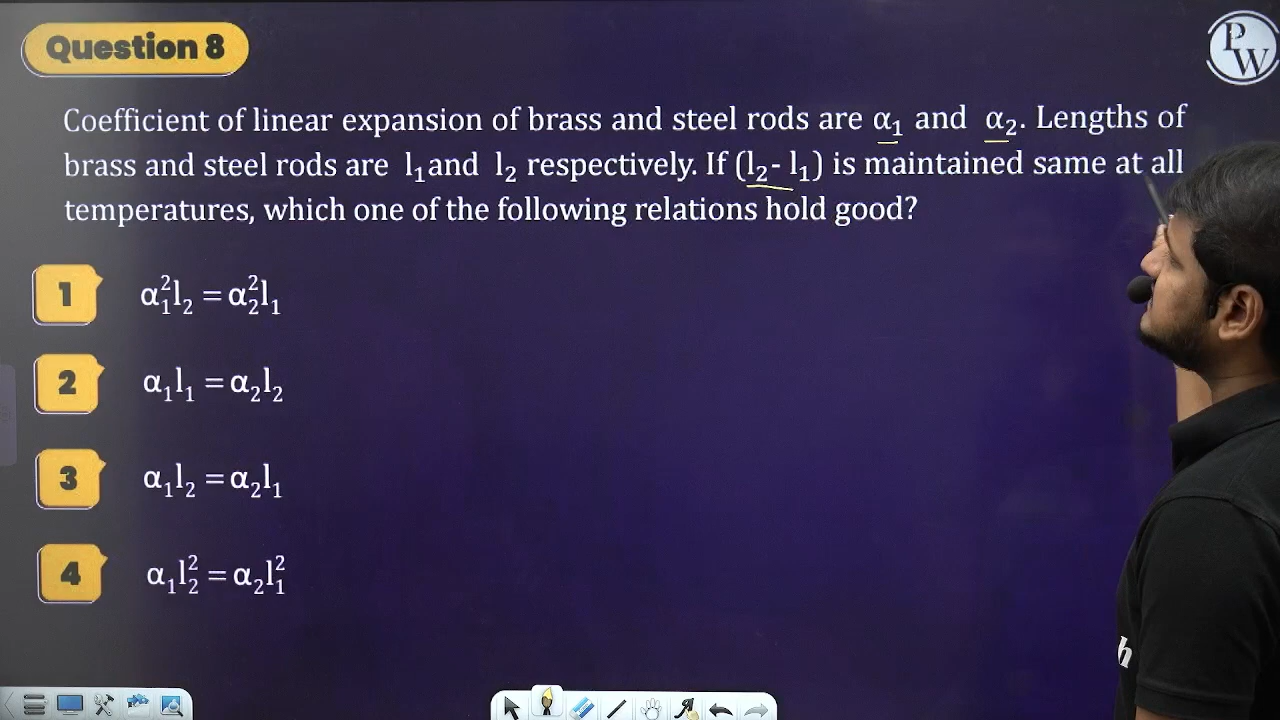 Question 8
PW
Coefficient of linear expansion of brass and steel rods are α₁ and α₂. Lengths of
brass and steel rods are l₁and l₂ respectively. If (l₂- l₁) is maintained same at all
temperatures, which one of the following relations hold good?
1 α₁²l₂ = α₂²l₁
2 α₁l₁ = α₂l₂
3 α₁l₂ = α₂l₁
4 α₁l₂² = α₂l₁²
h